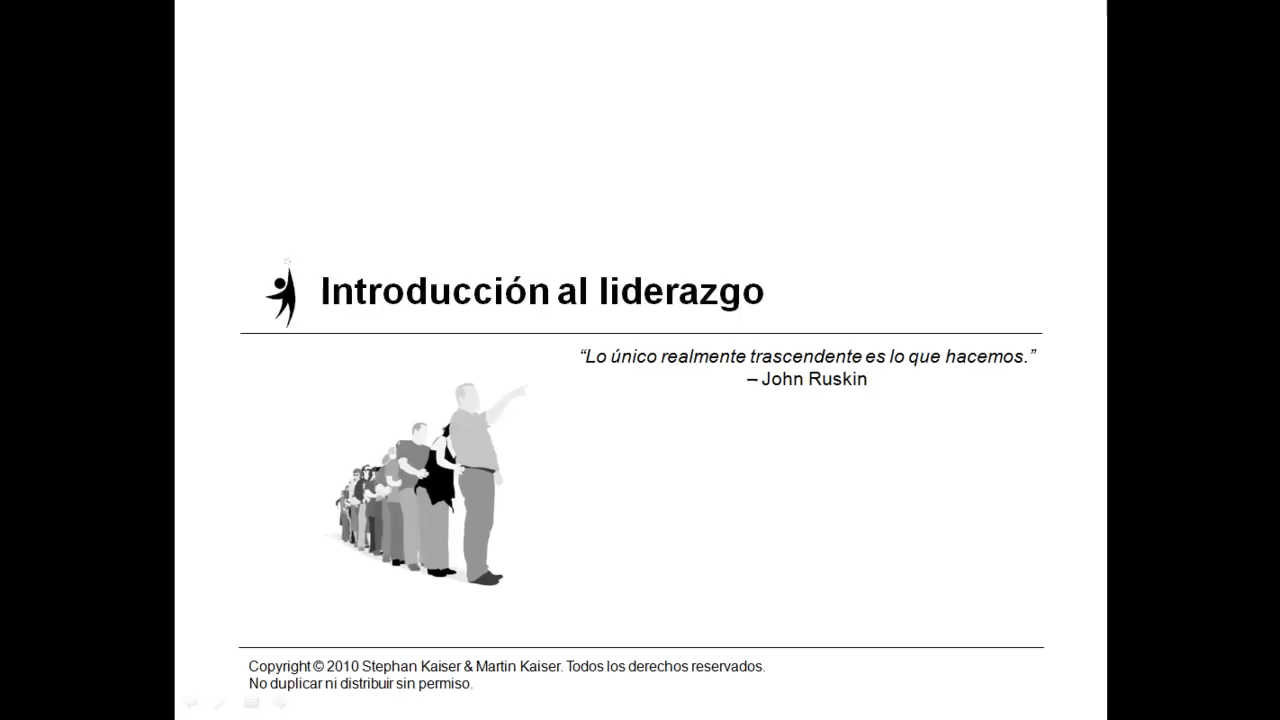 Introducción al liderazgo
“Lo único realmente trascendente es lo que hacemos.”
– John Ruskin
Copyright © 2010 Stephan Kaiser & Martin Kaiser. Todos los derechos reservados.
No duplicar ni distribuir sin permiso.